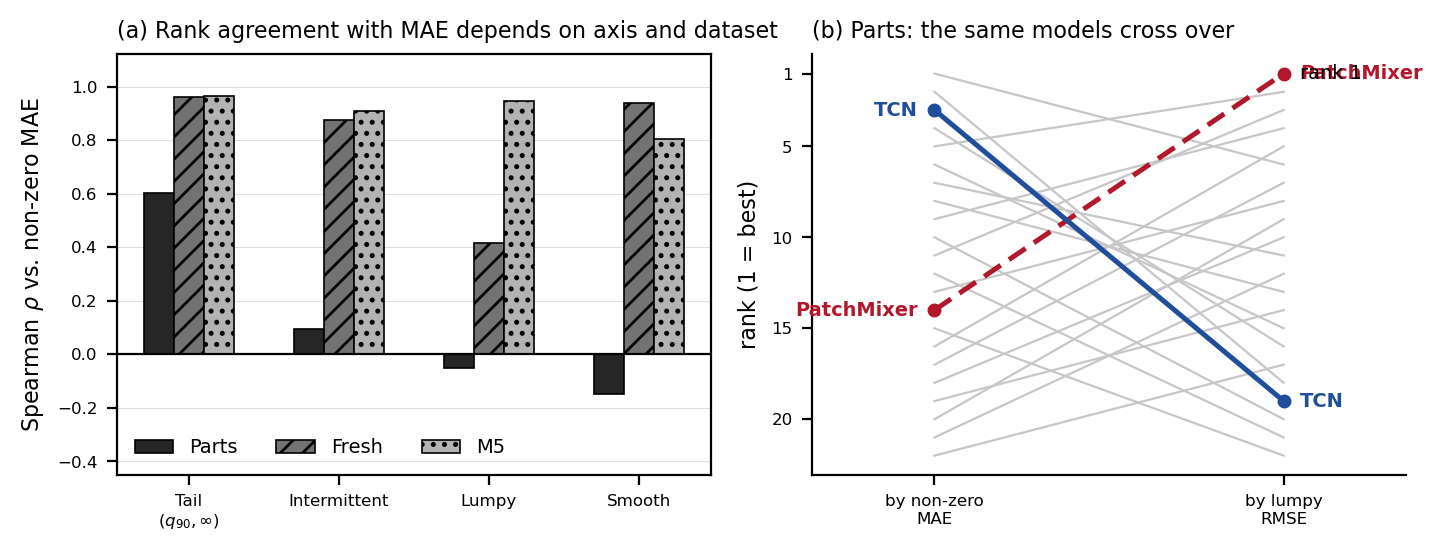 (a) Rank agreement with MAE depends on axis and dataset
Spearman ρ vs. non-zero MAE
1.0
0.8
0.6
0.4
0.2
0.0
−0.2
−0.4
Parts
Fresh
M5
Tail
(q90, ∞)
Intermittent
Lumpy
Smooth
(b) Parts: the same models cross over
rank (1 = best)
1
5
10
15
20
TCN
PatchMixer
PatchMixer
rank 1
TCN
by non-zero
MAE
by lumpy
RMSE